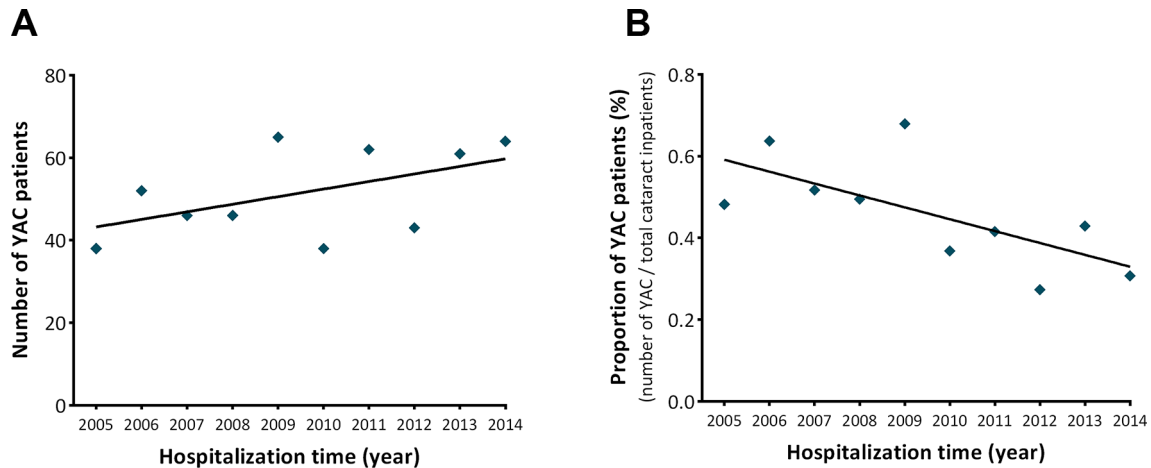 A
Number of YAC patients
80
60
40
20
0
2005 2006 2007 2008 2009 2010 2011 2012 2013 2014
Hospitalization time (year)
B
Proportion of YAC patients (%)
(number of YAC / total cataract inpatients)
0.8
0.6
0.4
0.2
0.0
2005 2006 2007 2008 2009 2010 2011 2012 2013 2014
Hospitalization time (year)